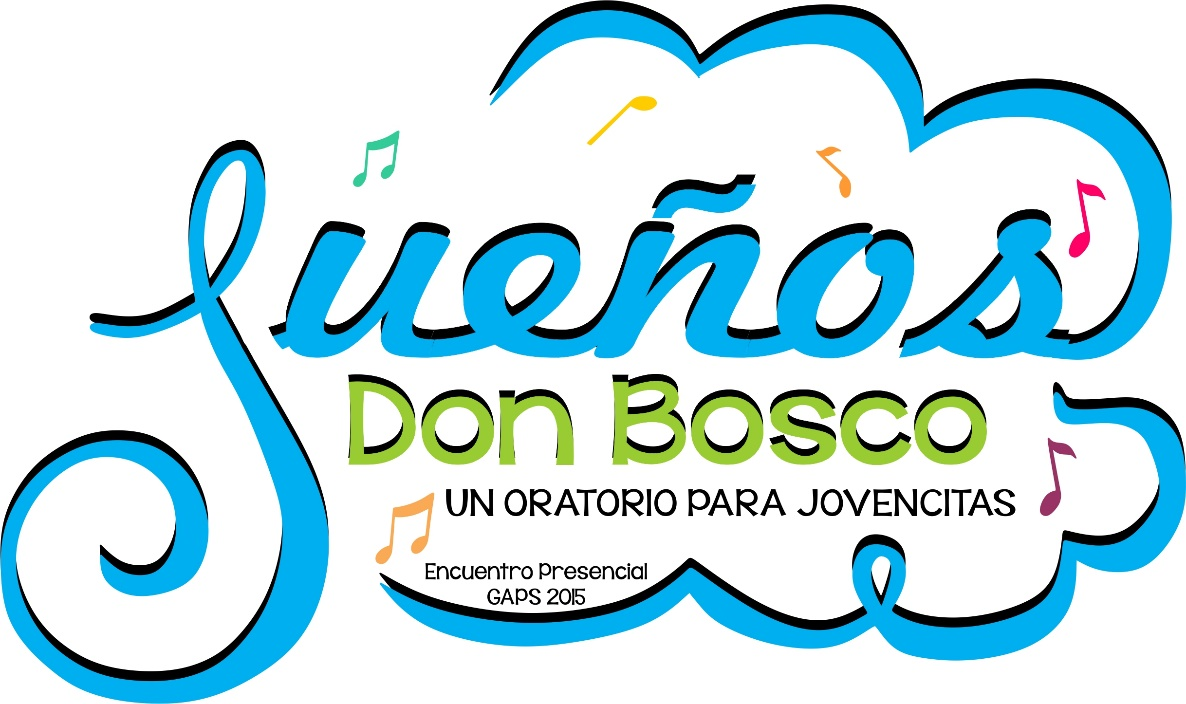 Sueños
Don Bosco
UN ORATORIO PARA JOVENCITAS
Encuentro Presencial
GAPS 2015